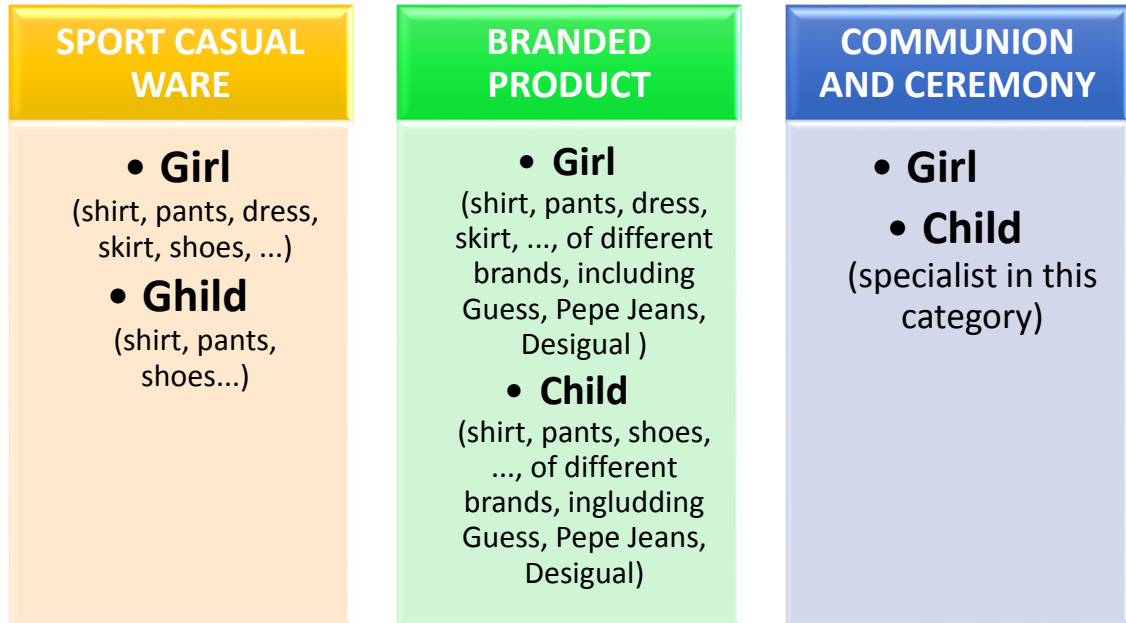 SPORT CASUAL
WARE
• Girl
(shirt, pants, dress,
skirt, shoes, ...)
• Ghild
(shirt, pants,
shoes...)
BRANDED
PRODUCT
• Girl
(shirt, pants, dress,
skirt, ..., of different
brands, including
Guess, Pepe Jeans,
Desigual )
• Child
(shirt, pants, shoes,
..., of different
brands, ingludding
Guess, Pepe Jeans,
Desigual)
COMMUNION
AND CEREMONY
• Girl
• Child
(specialist in this
category)